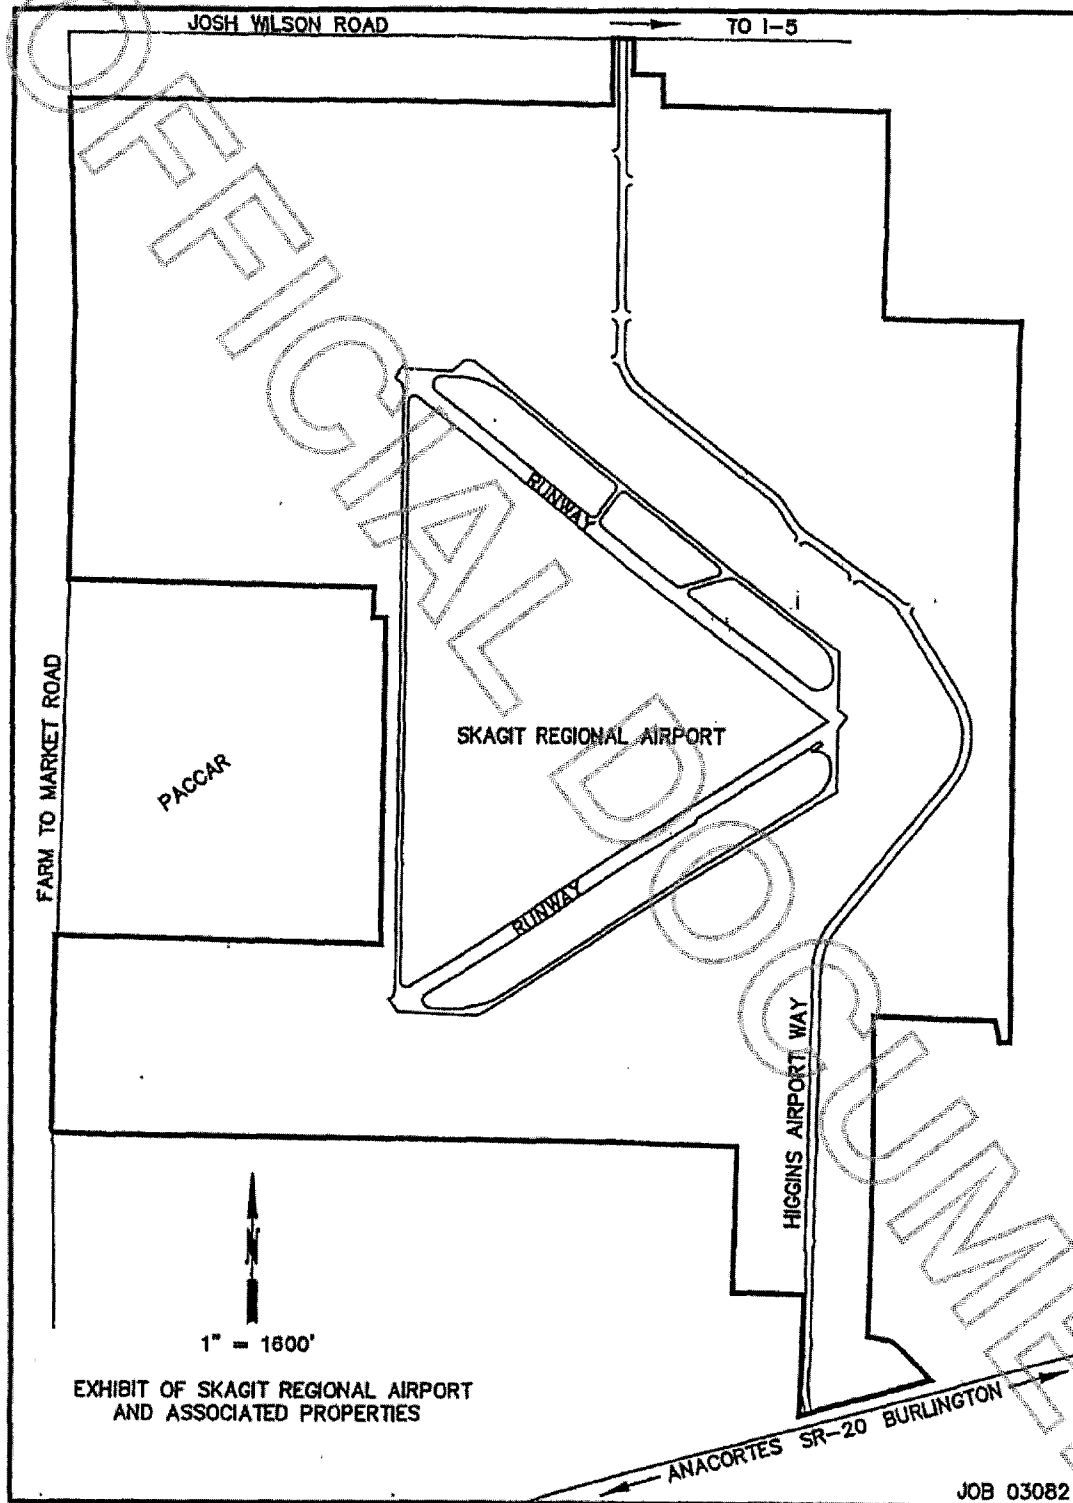 JOSH WILSON ROAD
TO I-5
RUNWAY
FARM TO MARKET ROAD
SKAGIT REGIONAL AIRPORT
PACCAR
RUNWAY
HIGGINS AIRPORT WAY
N
1" = 1600'
EXHIBIT OF SKAGIT REGIONAL AIRPORT
AND ASSOCIATED PROPERTIES
ANACORTES SR-20 BURLINGTON
JOB 03082
OFFICIAL DOCUME